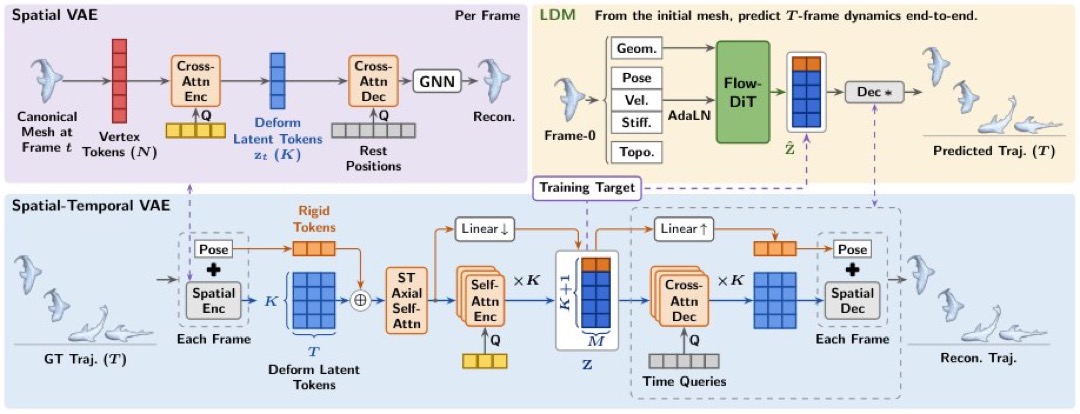 Spatial VAE
Per Frame
Canonical
Mesh at
Frame t
Vertex
Tokens (N)
Cross-
Attn
Enc
Q
Deform
Latent Tokens
z_t (K)
Cross-
Attn
Dec
Q
Rest
Positions
GNN
Recon.
LDM
From the initial mesh, predict T-frame dynamics end-to-end.
Frame-0
Geom.
Pose
Vel.
Stiff.
Topo.
AdaLN
Flow-
DiT
Ẑ
Dec *
Predicted Traj. (T)
Training Target
Spatial-Temporal VAE
GT Traj. (T)
Pose
+
Spatial
Enc
Each Frame
Rigid
Tokens
K
T
Deform Latent
Tokens
⊕
ST
Axial
Self-
Attn
Linear↓
Self-
Attn
Enc
×K
Q
K+1
M
Z
Linear↑
Cross-
Attn
Dec
×K
Q
Time Queries
Pose
+
Spatial
Dec
Each Frame
Recon. Traj.